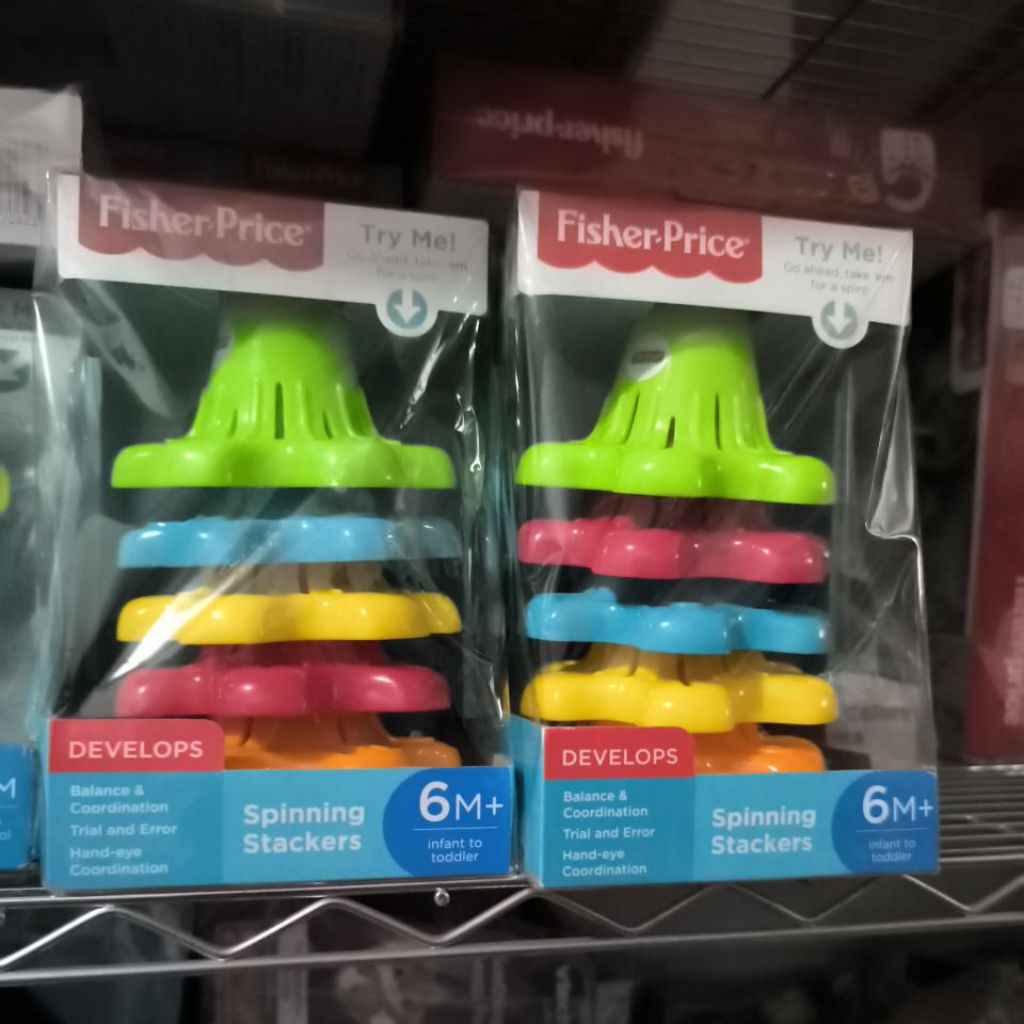 fisher-price
Fisher-Price
Try Me!
Go ahead, take 'em
for a spin!
DEVELOPS
Balance &
Coordination
Trial and Error
Hand-eye
Coordination
Spinning
Stackers
6M+
infant to
toddler
Fisher-Price
Try Me!
Go ahead, take 'em
for a spin!
DEVELOPS
Balance &
Coordination
Trial and Error
Hand-eye
Coordination
Spinning
Stackers
6M+
infant to
toddler